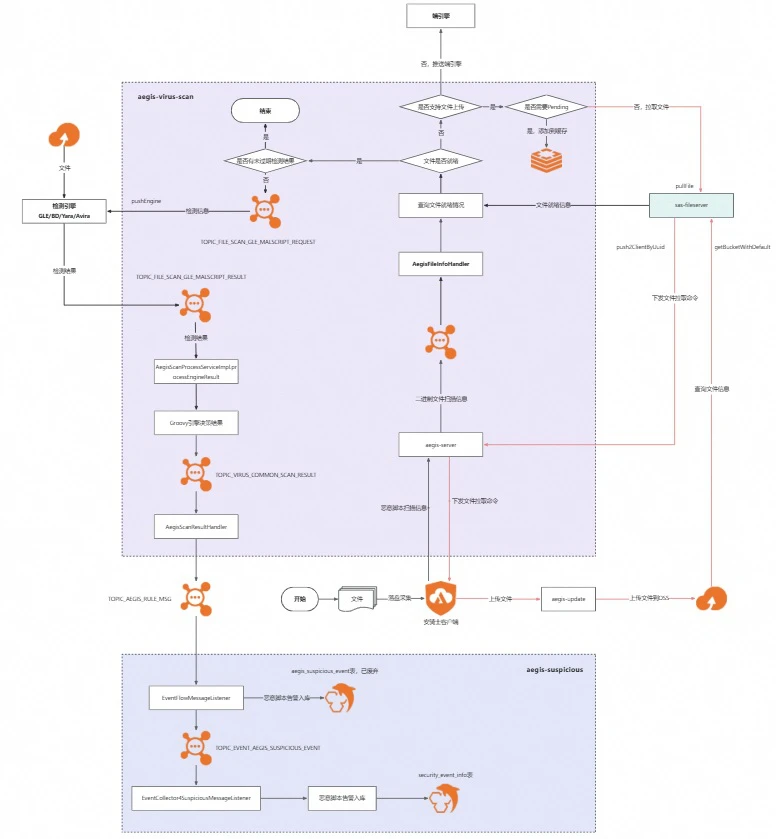 端引擎
否，推送端引擎
aegis-virus-scan
结束
是否支持文件上传
是
是否需要Pending
否，拉取文件
是
否
是，添加到缓存
文件
是否有未过期检测结果
是
文件是否就绪
否
pullFile
pushEngine
检测引擎
GLE/BD/Yara/Avira
检测信息
查询文件就绪情况
文件就绪信息
sas-fileserver
TOPIC_FILE_SCAN_GLE_MALSCRIPT_REQUEST
push2ClientByUuid
getBucketWithDefault
检测结果
TOPIC_FILE_SCAN_GLE_MALSCRIPT_RESULT
AegisFileInfoHandler
下发文件拉取命令
检测结果
AegisScanProcessServiceImpl.pr
ocessEngineResult
二进制文件扫描信息
查询文件信息
Groovy引擎决策结果
aegis-server
TOPIC_VIRUS_COMMON_SCAN_RESULT
恶意脚本扫描信息
下发文件拉取命令
AegisScanResultHandler
TOPIC_AEGIS_RULE_MSG
开始
文件
落盘采集
上传文件
aegis-update
上传文件到OSS
安骑士客户端
aegis_suspicious_event表，已废弃
aegis-suspicious
EventFlowMessageListener
恶意脚本告警入库
TOPIC_EVENT_AEGIS_SUSPICIOUS_EVENT
security_event_info表
EventCollector4SuspiciousMessageListener
恶意脚本告警入库